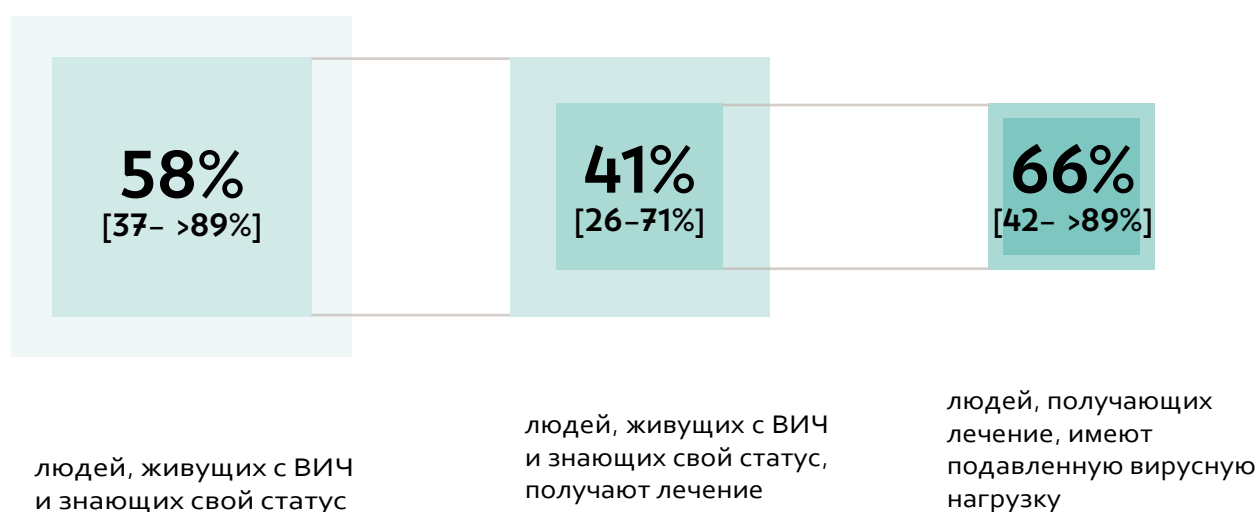 58%
[37– >89%]
41%
[26–71%]
66%
[42– >89%]
людей, живущих с ВИЧ
и знающих свой статус
людей, живущих с ВИЧ
и знающих свой статус,
получают лечение
людей, получающих
лечение, имеют
подавленную вирусную
нагрузку